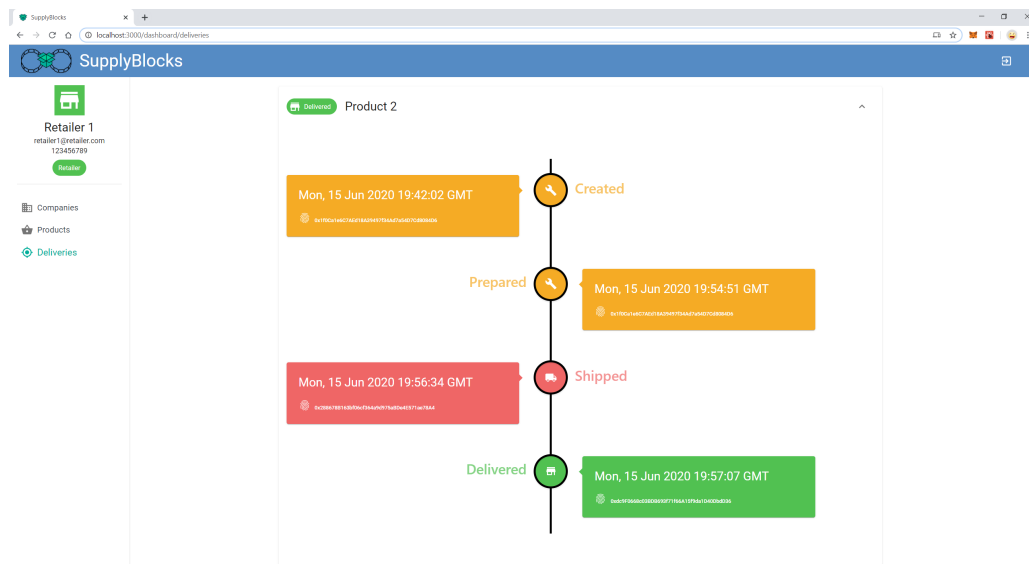 SupplyBlocks
localhost:3000/dashboard/deliveries
SupplyBlocks
Retailer 1
retailer1@retailer.com
123456789
Retailer
Companies
Products
Deliveries
Delivered
Product 2
Mon, 15 Jun 2020 19:42:02 GMT
Created
Prepared
Mon, 15 Jun 2020 19:54:51 GMT
Mon, 15 Jun 2020 19:56:34 GMT
Shipped
Delivered
Mon, 15 Jun 2020 19:57:07 GMT